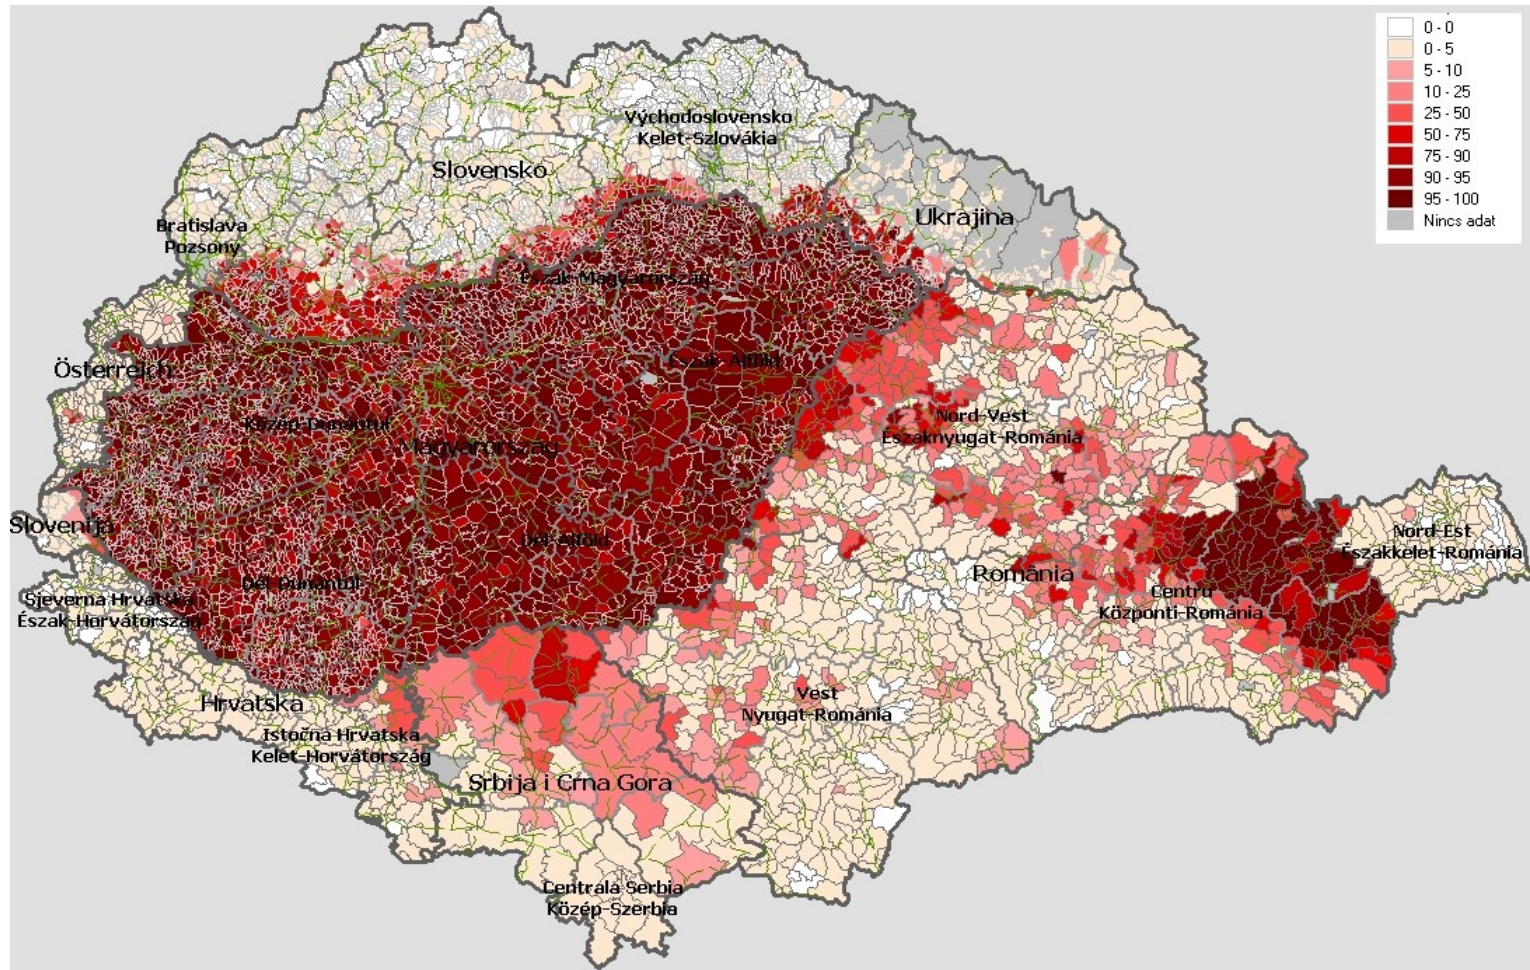 0 - 0
0 - 5
5 - 10
10 - 25
25 - 50
50 - 75
75 - 90
90 - 95
95 - 100
Nincs adat
Východoslovensko
Kelet-Szlovákia
Slovensko
Ukrajina
Bratislava
Pozsony
Észak-Magyarország
Österreich
Észak-Alföld
Közép-Dunántúl
Magyarország
Nord-Vest
Északnyugat-Románia
Slovenija
Dél-Alföld
Nord-Est
Északkelet-Románia
România
Dél-Dunántúl
Centru
Központi-Románia
Sjeverna Hrvatska
Észak-Horvátország
Hrvatska
Vest
Nyugat-Románia
Istočna Hrvatska
Kelet-Horvátország
Srbija i Crna Gora
Centrala Serbia
Közép-Szerbia